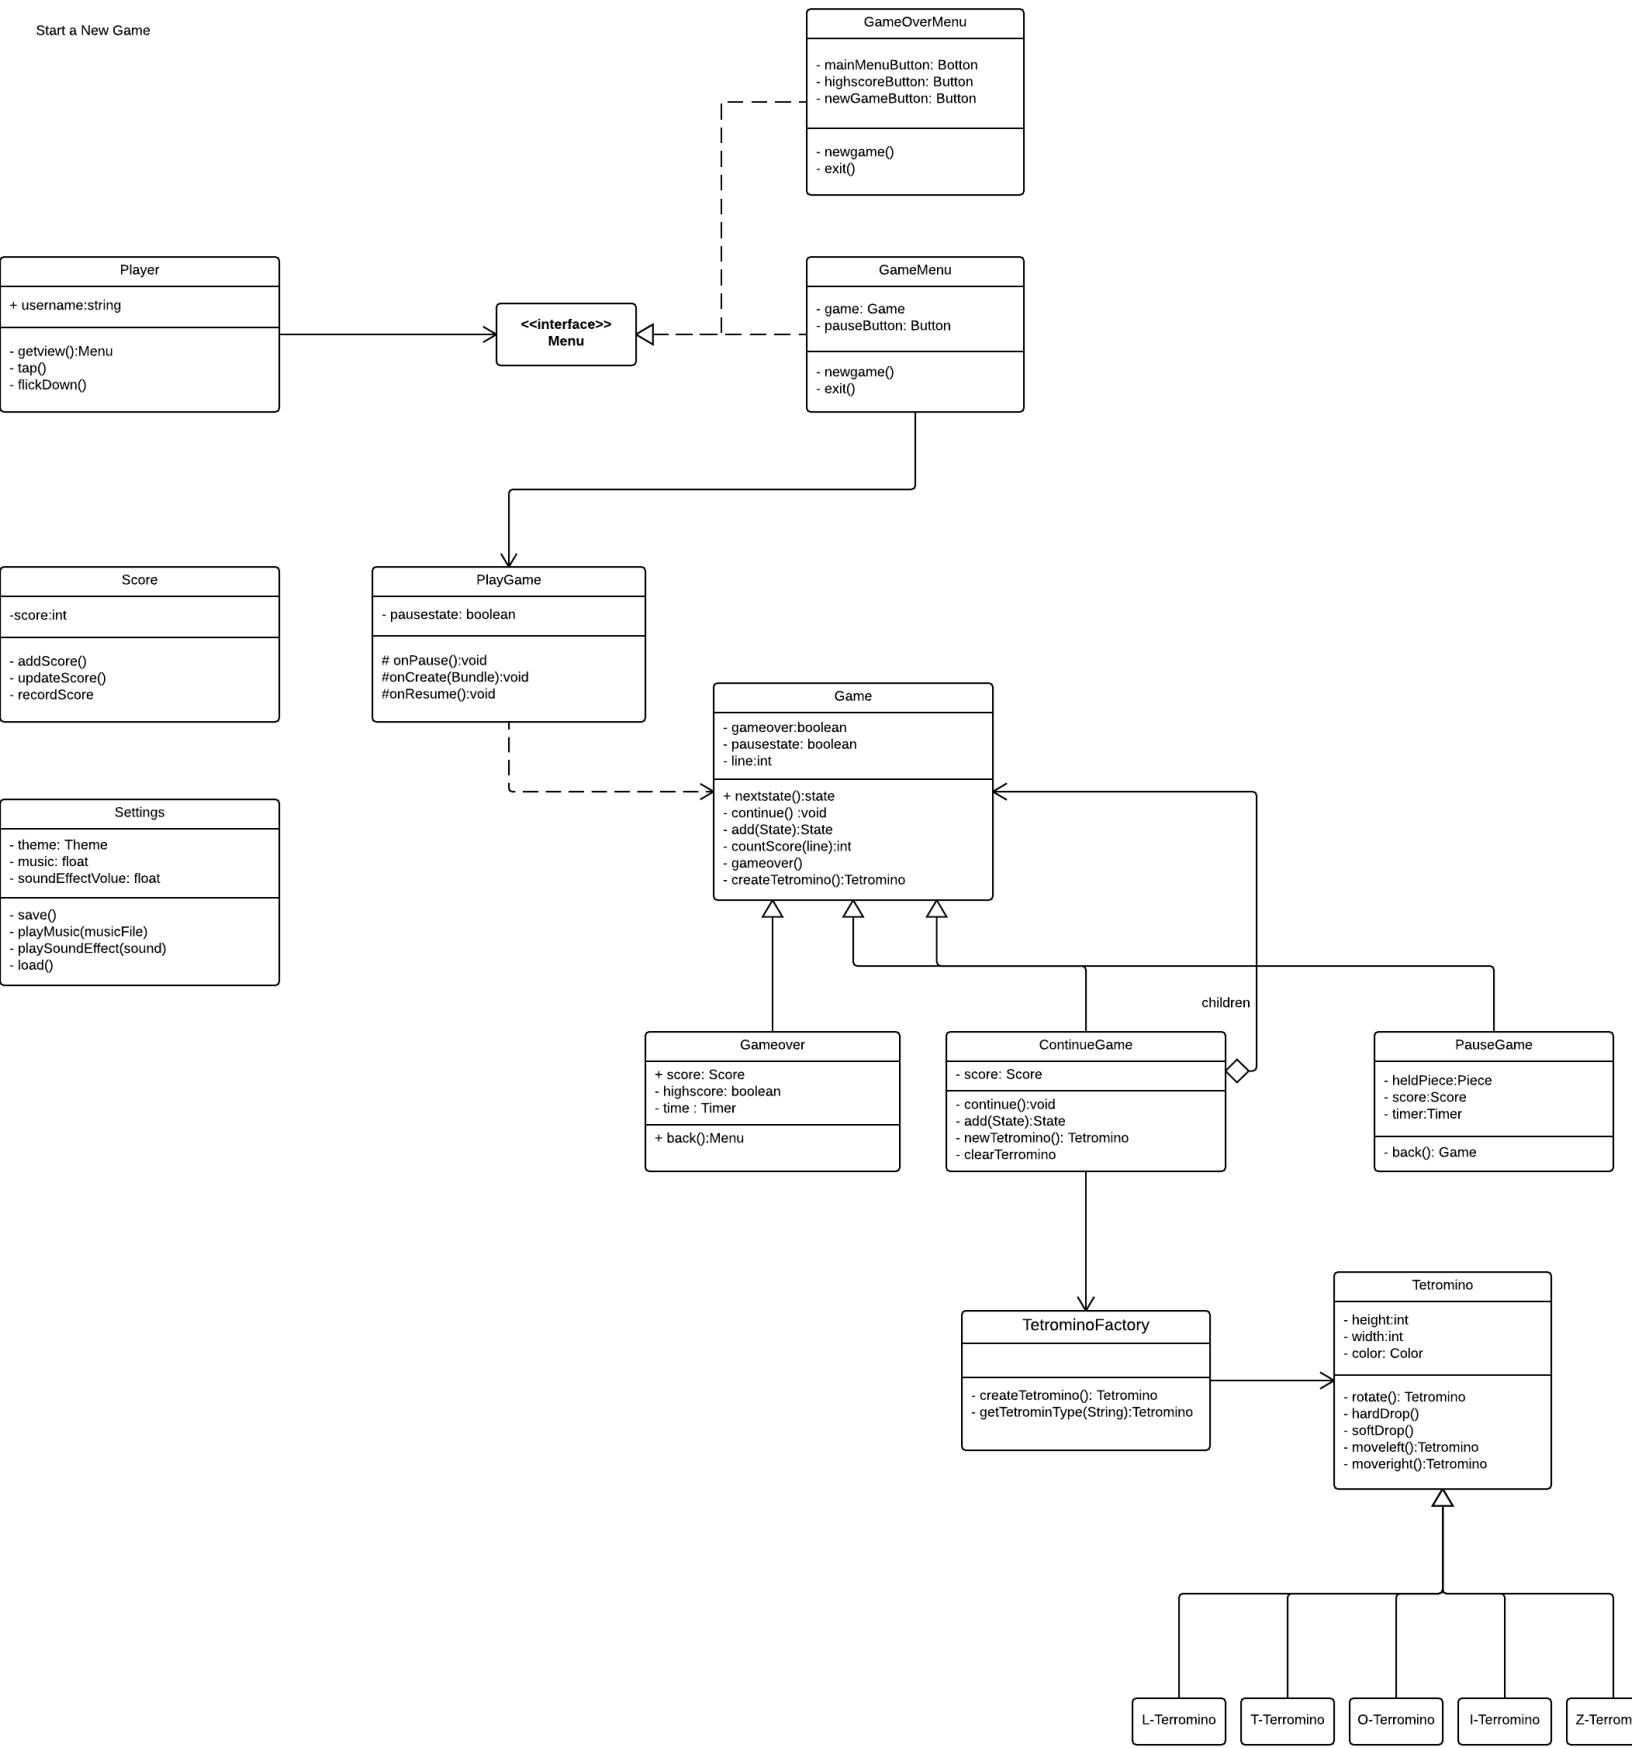 Start a New Game
GameOverMenu
- mainMenuButton: Botton
- highscoreButton: Button
- newGameButton: Button
- newgame()
- exit()
Player
+ username:string
- getview():Menu
- tap()
- flickDown()
<<interface>>
Menu
GameMenu
- game: Game
- pauseButton: Button
- newgame()
- exit()
Score
-score:int
- addScore()
- updateScore()
- recordScore
PlayGame
- pausestate: boolean
# onPause():void
#onCreate(Bundle):void
#onResume():void
Game
- gameover:boolean
- pausestate: boolean
- line:int
+ nextstate():state
- continue() :void
- add(State):State
- countScore(line):int
- gameover()
- createTetromino():Tetromino
Settings
- theme: Theme
- music: float
- soundEffectVolue: float
- save()
- playMusic(musicFile)
- playSoundEffect(sound)
- load()
children
Gameover
+ score: Score
- highscore: boolean
- time : Timer
+ back():Menu
ContinueGame
- score: Score
- continue():void
- add(State):State
- newTetromino(): Tetromino
- clearTerromino
PauseGame
- heldPiece:Piece
- score:Score
- timer:Timer
- back(): Game
TetrominoFactory
- createTetromino(): Tetromino
- getTetrominType(String):Tetromino
Tetromino
- height:int
- width:int
- color: Color
- rotate(): Tetromino
- hardDrop()
- softDrop()
- moveleft():Tetromino
- moveright():Tetromino
L-Terromino
T-Terromino
O-Terromino
I-Terromino
Z-Terrom